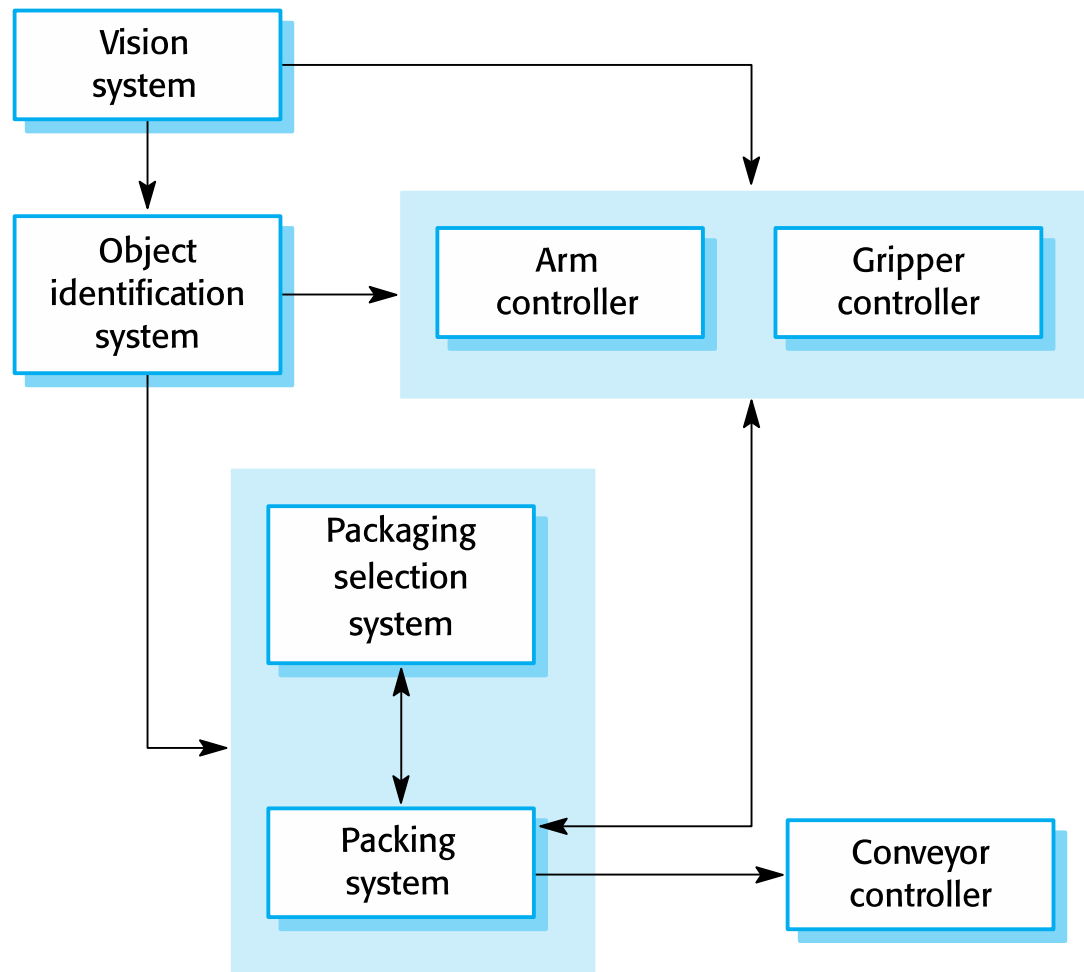 Vision
system
Object
identification
system
Arm
controller
Gripper
controller
Packaging
selection
system
Packing
system
Conveyor
controller